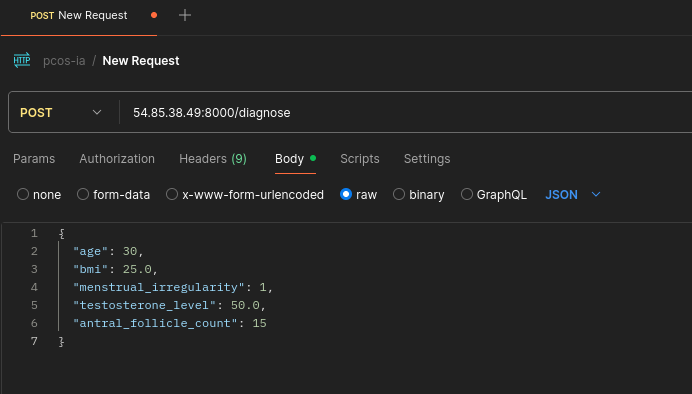 POST New Request
HTTP pcos-ia / New Request
POST 54.85.38.49:8000/diagnose
Params Authorization Headers (9) Body Scripts Settings
none form-data x-www-form-urlencoded raw binary GraphQL JSON
1 {
2 "age": 30,
3 "bmi": 25.0,
4 "menstrual_irregularity": 1,
5 "testosterone_level": 50.0,
6 "antral_follicle_count": 15
7 }